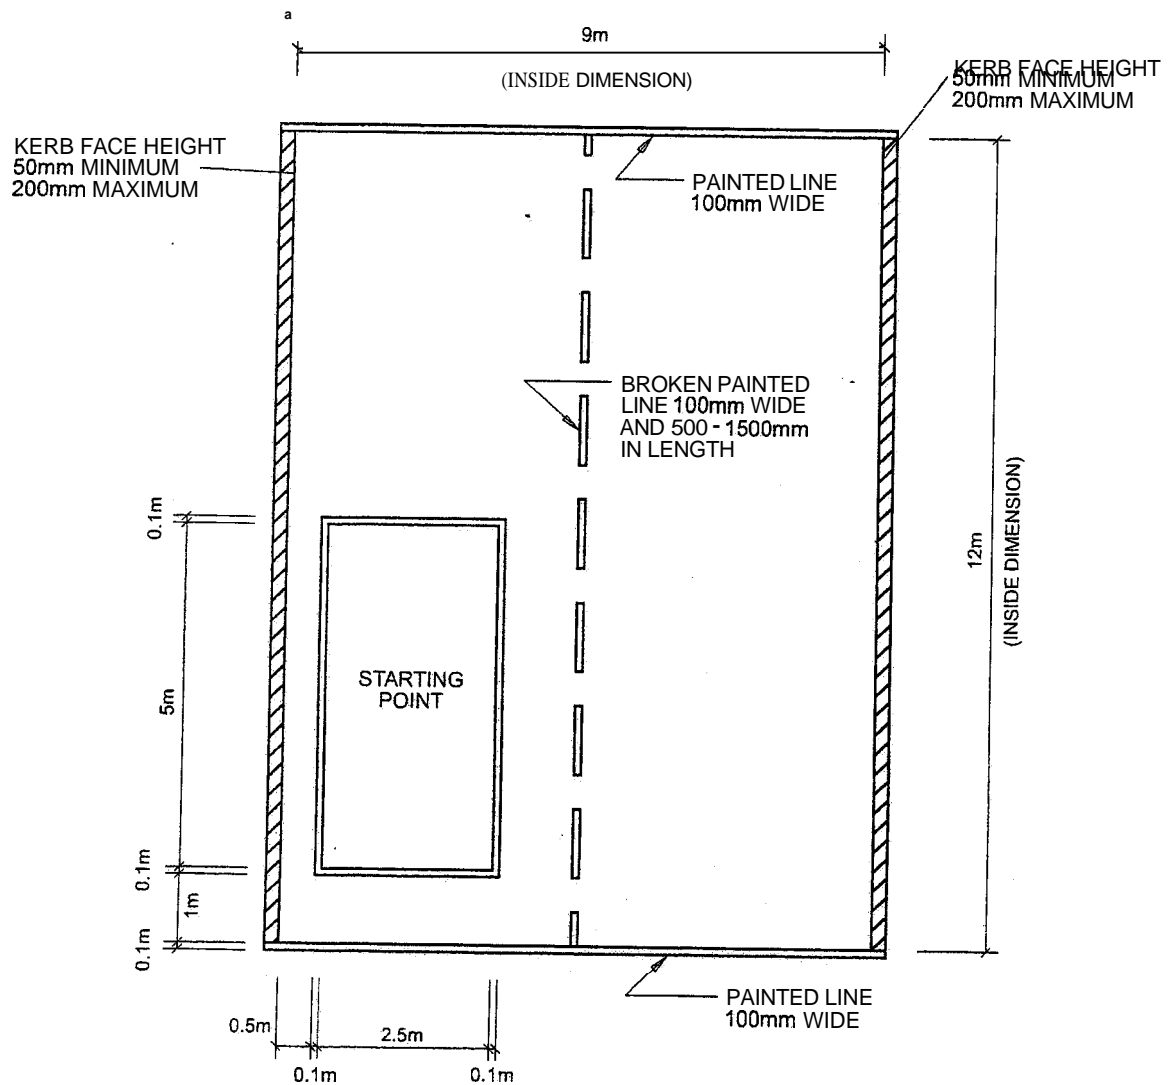 a
9m
(INSIDE DIMENSION)
KERB FACE HEIGHT
50mm MINIMUM
200mm MAXIMUM
KERB FACE HEIGHT
50mm MINIMUM
200mm MAXIMUM
PAINTED LINE
100mm WIDE
BROKEN PAINTED
LINE 100mm WIDE
AND 500 - 1500mm
IN LENGTH
12m
(INSIDE DIMENSION)
0.1m
5m
STARTING
POINT
0.1m
1m
0.1m
PAINTED LINE
100mm WIDE
0.5m
2.5m
0.1m
0.1m